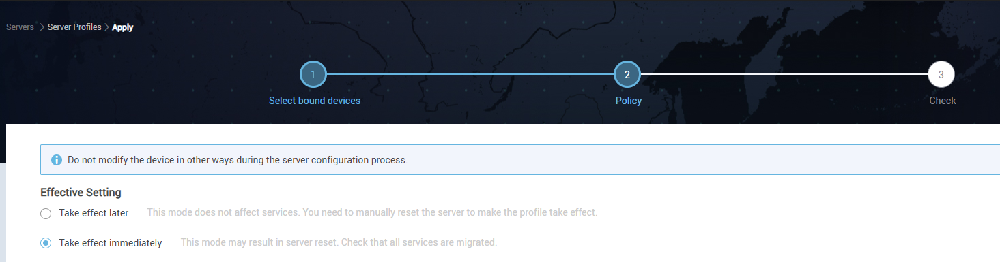 Servers > Server Profiles > Apply
1 2 3
Select bound devices Policy Check
Do not modify the device in other ways during the server configuration process.
Effective Setting
Take effect later This mode does not affect services. You need to manually reset the server to make the profile take effect.
Take effect immediately This mode may result in server reset. Check that all services are migrated.